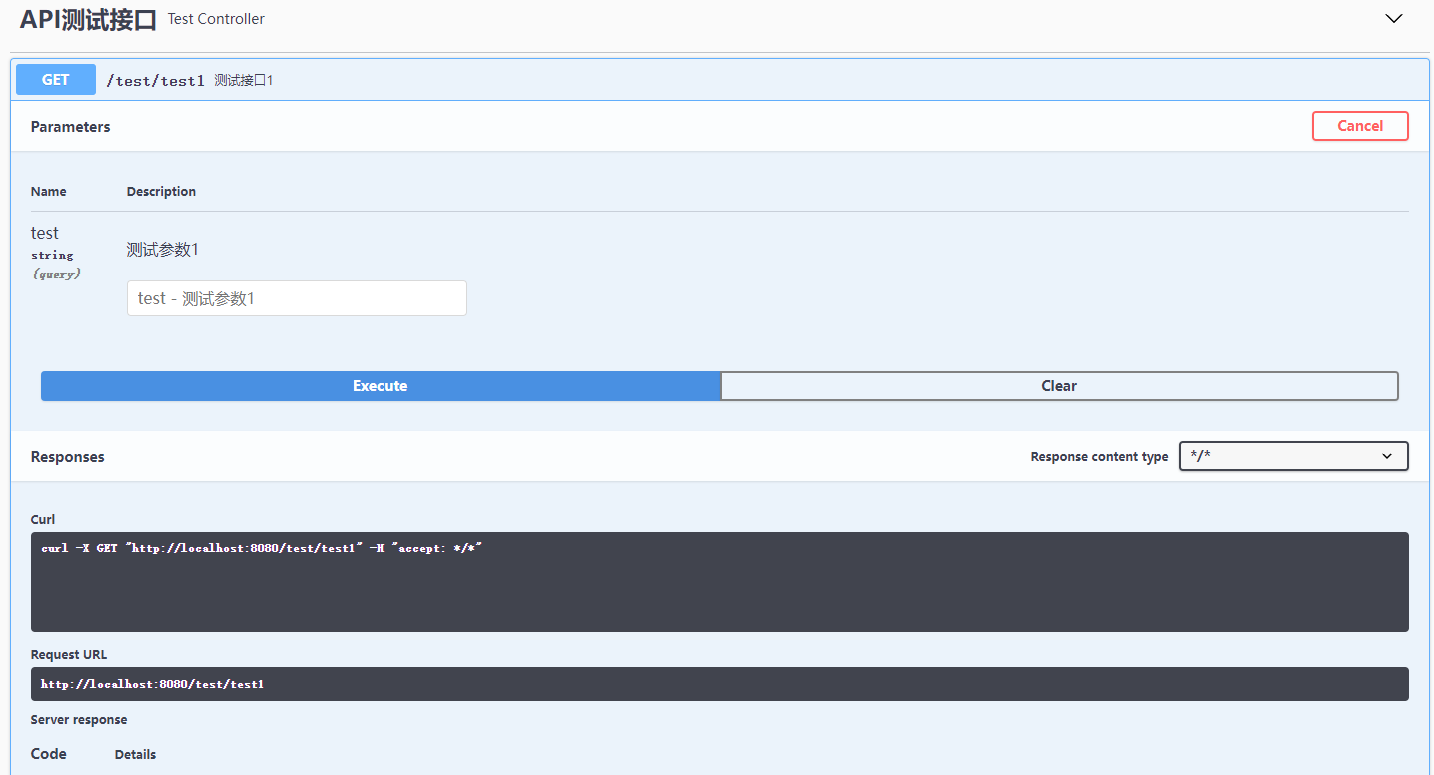 API测试接口 Test Controller
GET /test/test1 测试接口1
Parameters Cancel
Name Description
test
测试参数1
string
(query)
test - 测试参数1
Execute Clear
Responses Response content type */*
Curl
curl -X GET "http://localhost:8080/test/test1" -H "accept: */*"
Request URL
http://localhost:8080/test/test1
Server response
Code Details